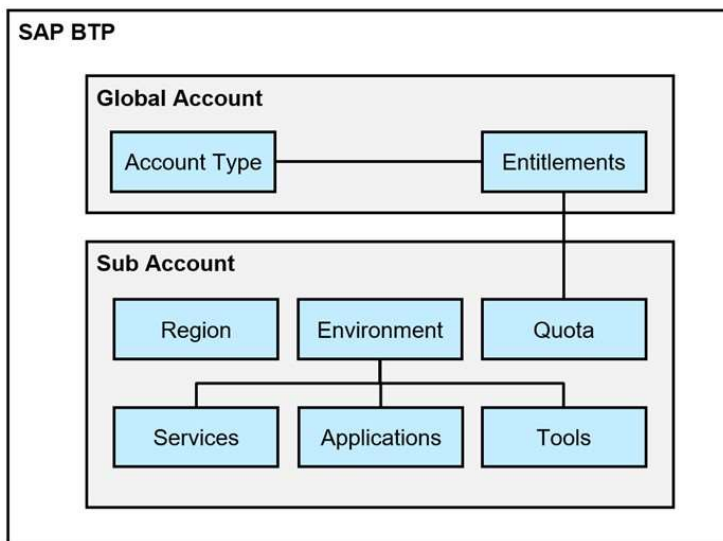 SAP BTP
Global Account
Account Type
Entitlements
Sub Account
Region
Environment
Quota
Services
Applications
Tools